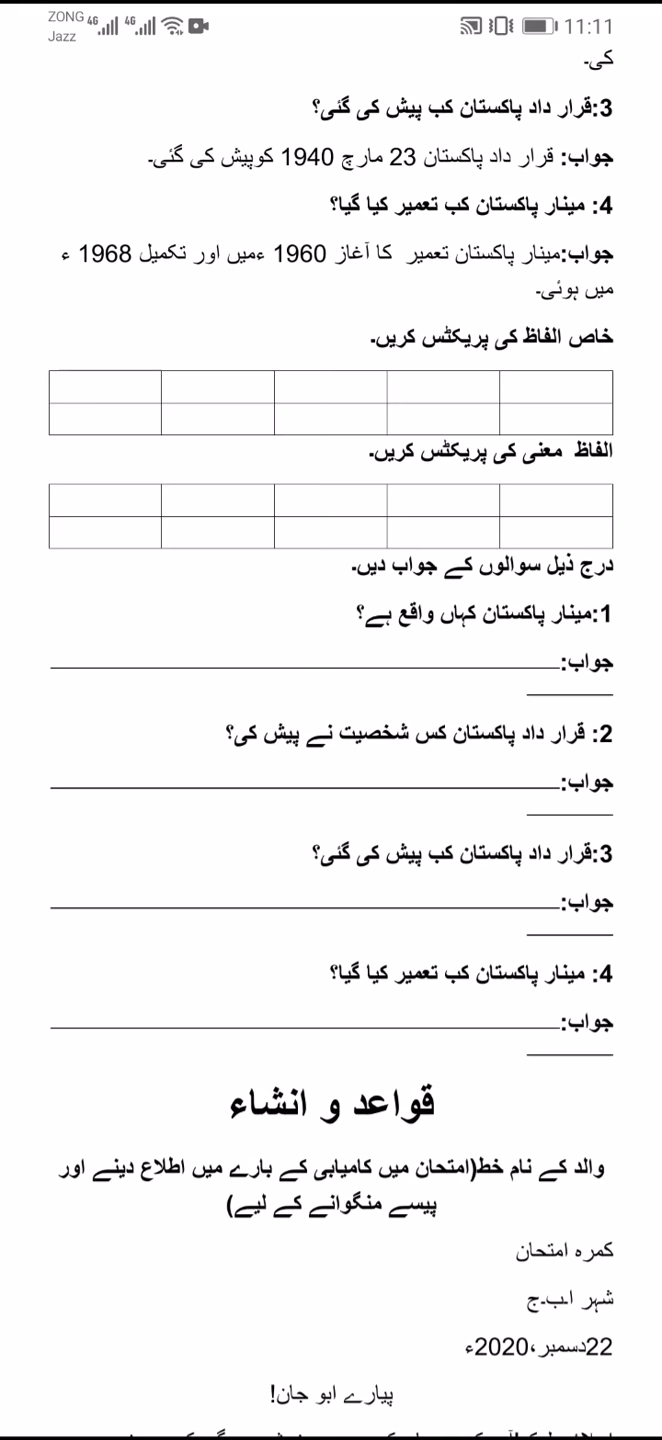 ZONG 4G 4G 11:11
Jazz
کی۔
3:قرار داد پاکستان کب پیش کی گئی؟
جواب: قرار داد پاکستان 23 مارچ 1940 کوپیش کی گئی۔
4: مینار پاکستان کب تعمیر کیا گیا؟
جواب:مینار پاکستان تعمیر کا آغاز 1960 ءمیں اور تکمیل 1968 ء
میں ہوئی۔
خاص الفاظ کی پریکٹس کریں۔
الفاظ معنی کی پریکٹس کریں۔
درج ذیل سوالوں کے جواب دیں۔
1:مینار پاکستان کہاں واقع ہے؟
جواب:
2: قرار داد پاکستان کس شخصیت نے پیش کی؟
جواب:
3:قرار داد پاکستان کب پیش کی گئی؟
جواب:
4: مینار پاکستان کب تعمیر کیا گیا؟
جواب:
قواعد و انشاء
والد کے نام خط(امتحان میں کامیابی کے بارے میں اطلاع دینے اور
پیسے منگوانے کے لیے)
کمرہ امتحان
شہر ا۔ب۔ج
22دسمبر،2020ء
پیارے ابو جان!